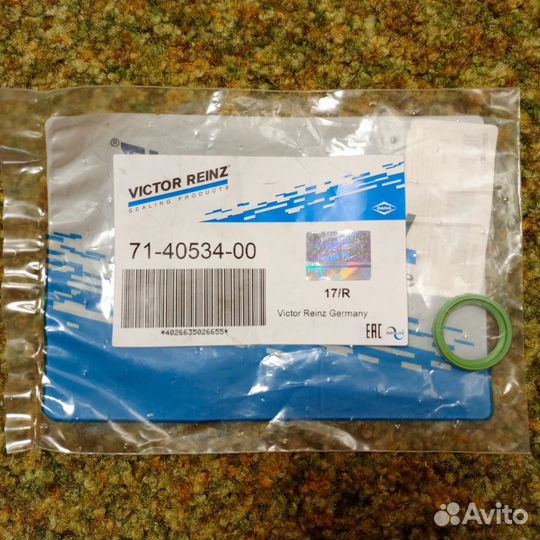 VICTOR REINZ®
SEALING PRODUCTS
DANA
71-40534-00
17/R
Victor Reinz Germany
*4026635026655*
EAC
®
Avito